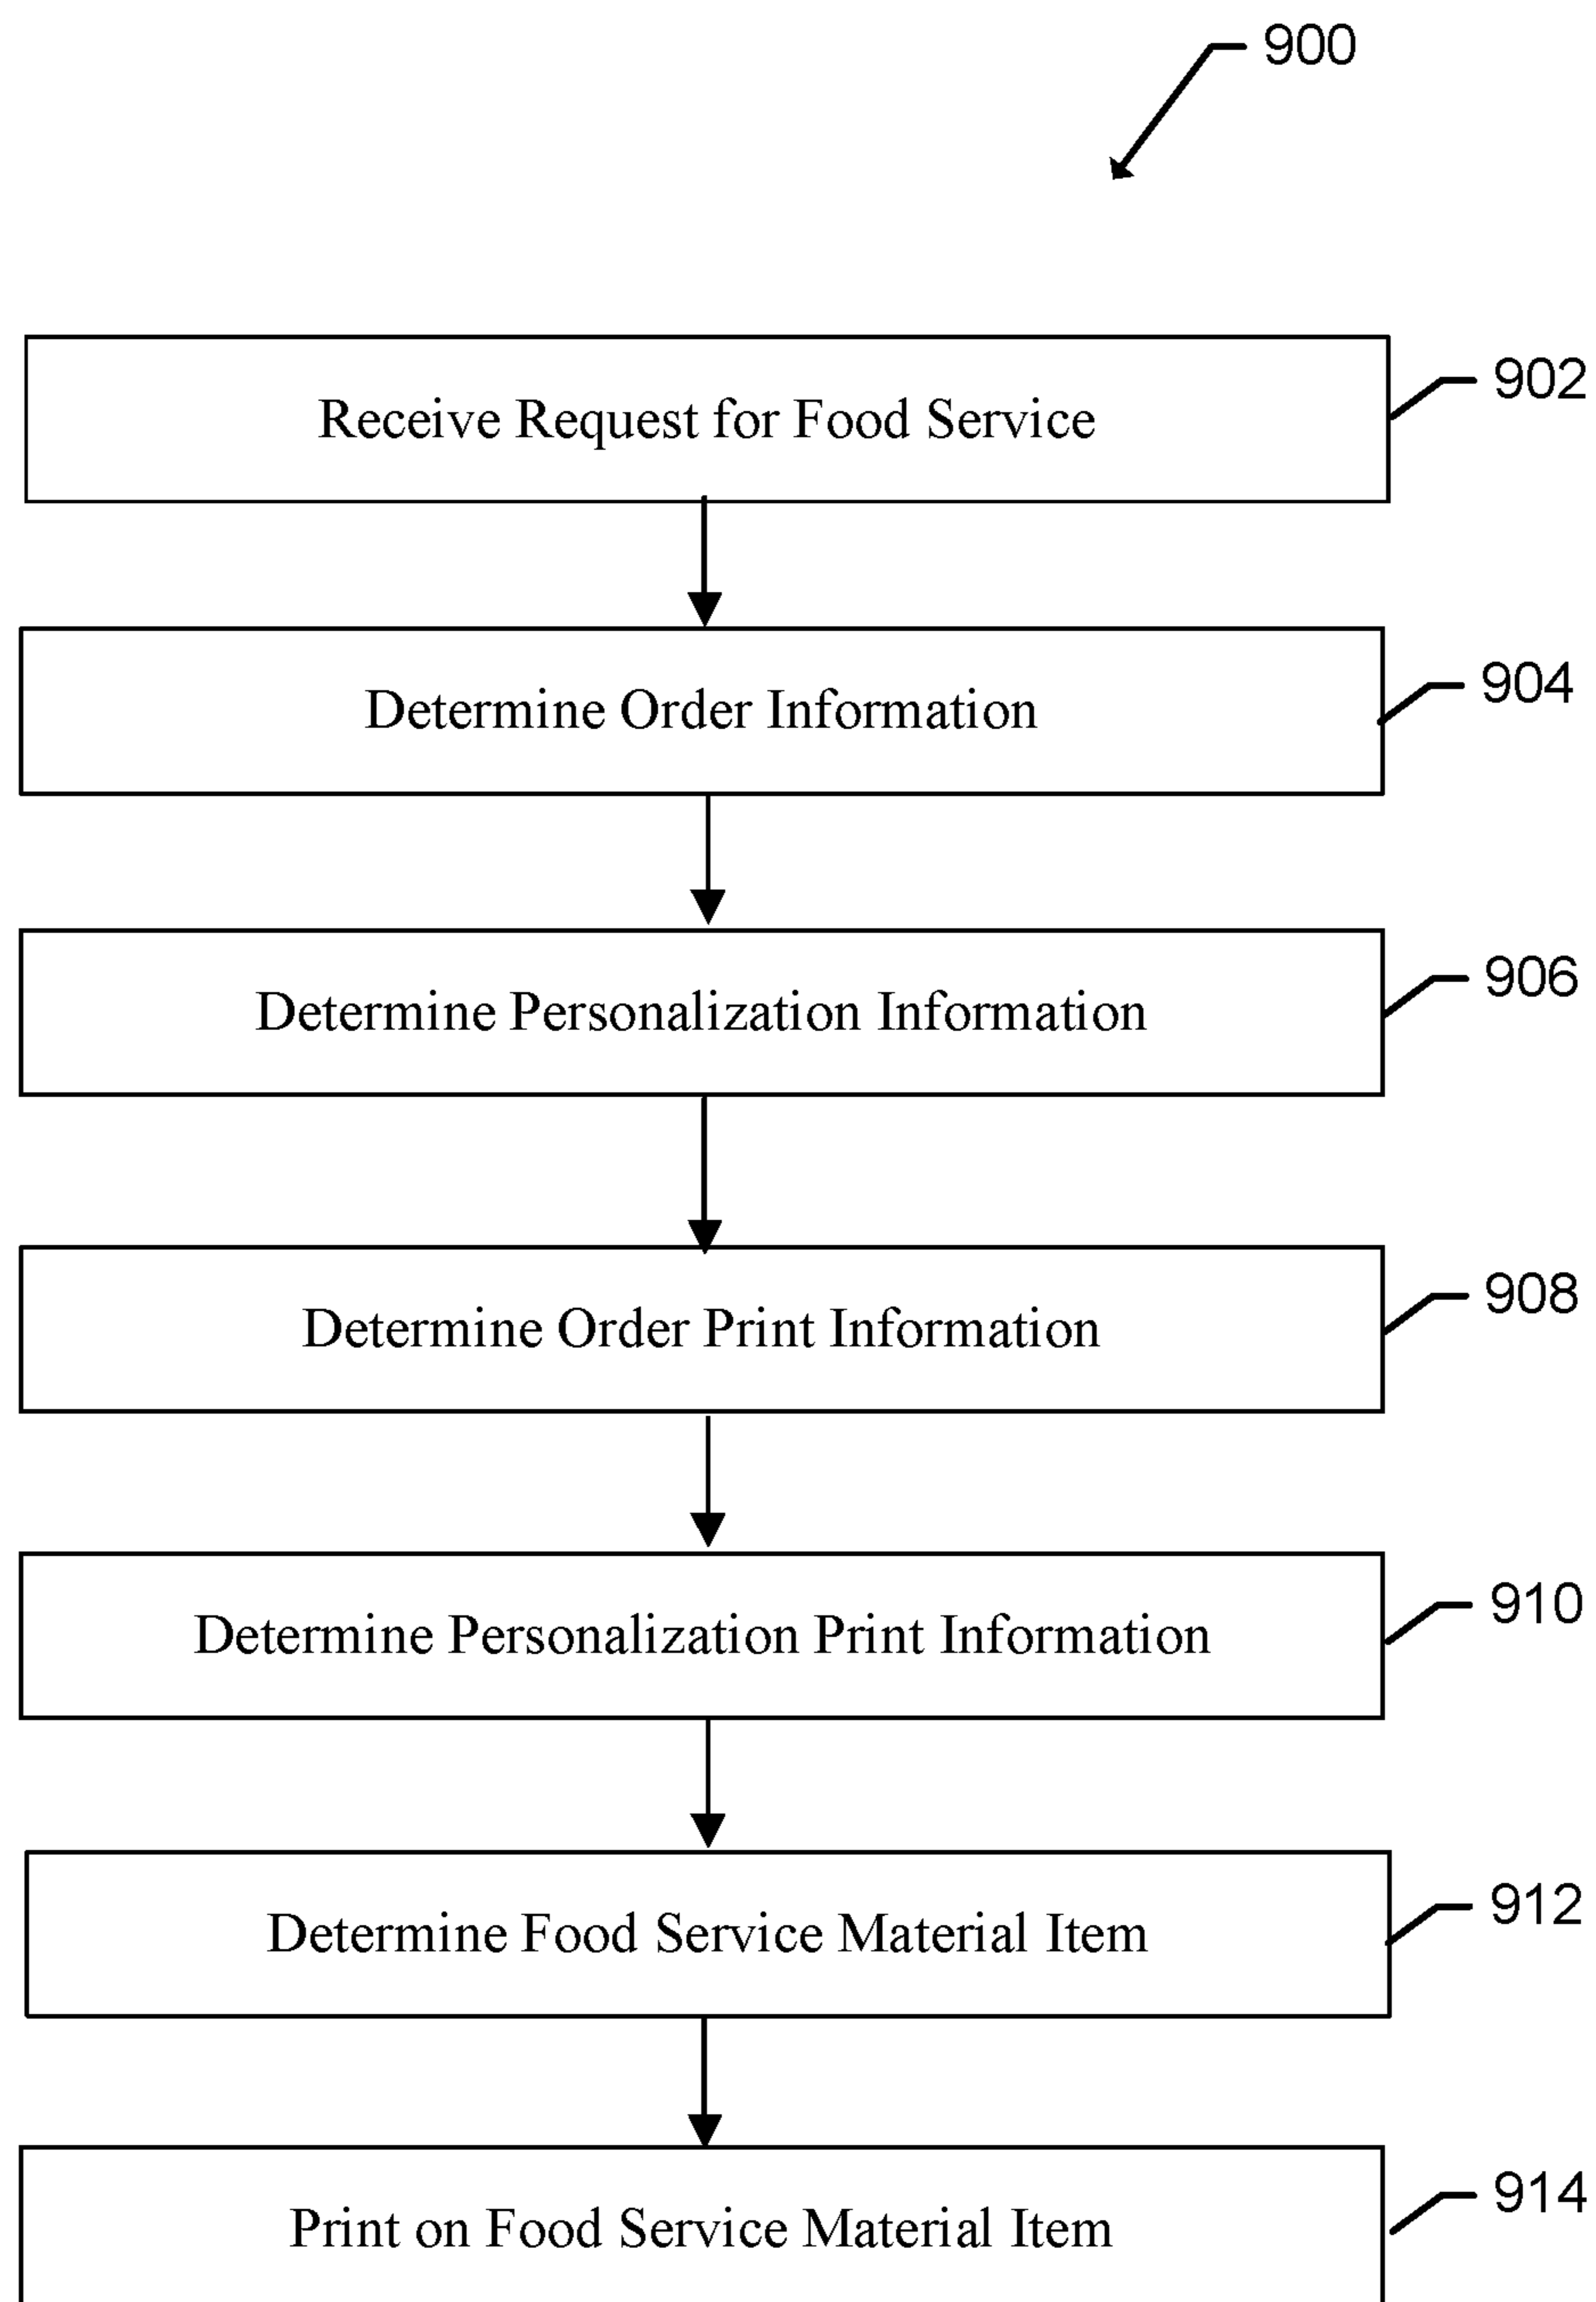 900
Receive Request for Food Service
902
Determine Order Information
904
Determine Personalization Information
906
Determine Order Print Information
908
Determine Personalization Print Information
910
Determine Food Service Material Item
912
Print on Food Service Material Item
914